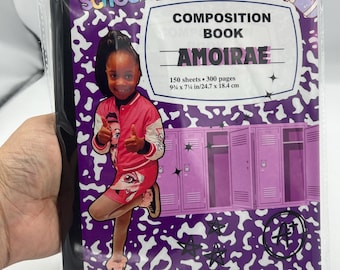 COMPOSITION
BOOK
AMOIRAE
150 sheets • 300 pages
9¾ x 7½ in/24.7 x 18.4 cm
A+